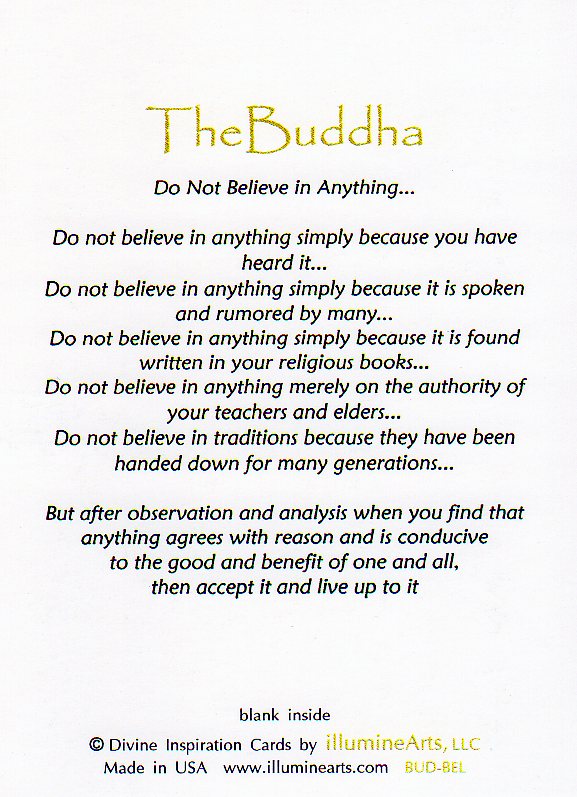 The Buddha
Do Not Believe in Anything...
Do not believe in anything simply because you have
heard it...
Do not believe in anything simply because it is spoken
and rumored by many...
Do not believe in anything simply because it is found
written in your religious books...
Do not believe in anything merely on the authority of
your teachers and elders...
Do not believe in traditions because they have been
handed down for many generations...
But after observation and analysis when you find that
anything agrees with reason and is conducive
to the good and benefit of one and all,
then accept it and live up to it
blank inside
© Divine Inspiration Cards by illumineArts, LLC
Made in USA www.illuminearts.com BUD-BEL